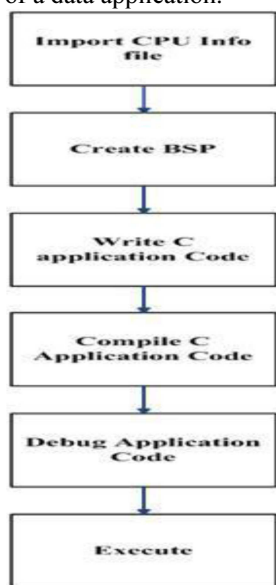 of a data application.
Import CPU Info
file
Create BSP
Write C
application Code
Compile C
Application Code
Debug Application
Code
Execute